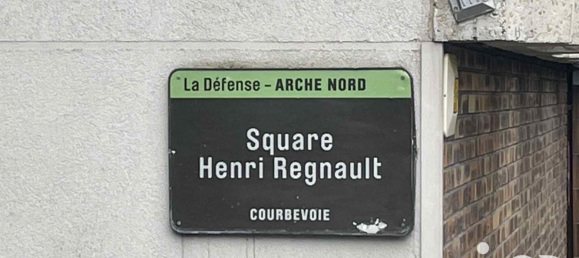 La Défense - ARCHE NORD
Square
Henri Regnault
COURBEVOIE